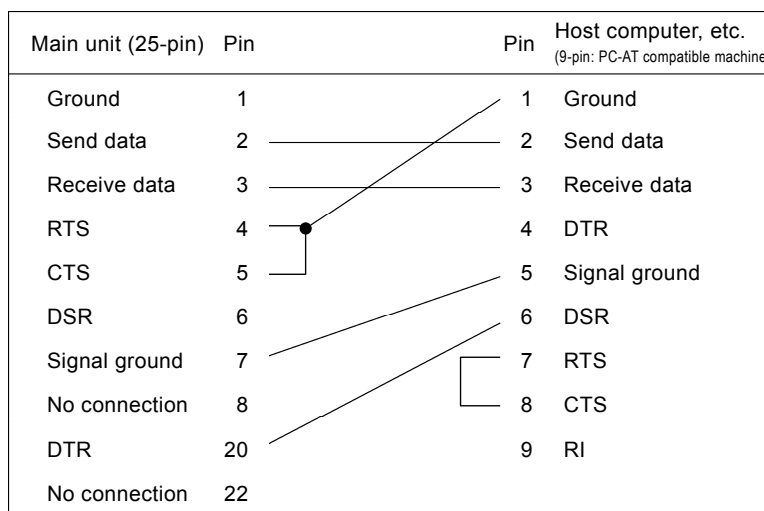 Main unit (25-pin) Pin Pin Host computer, etc.
(9-pin: PC-AT compatible machine
Ground 1 1 Ground
Send data 2 2 Send data
Receive data 3 3 Receive data
RTS 4 4 DTR
CTS 5 5 Signal ground
DSR 6 6 DSR
Signal ground 7 7 RTS
No connection 8 8 CTS
DTR 20 9 RI
No connection 22